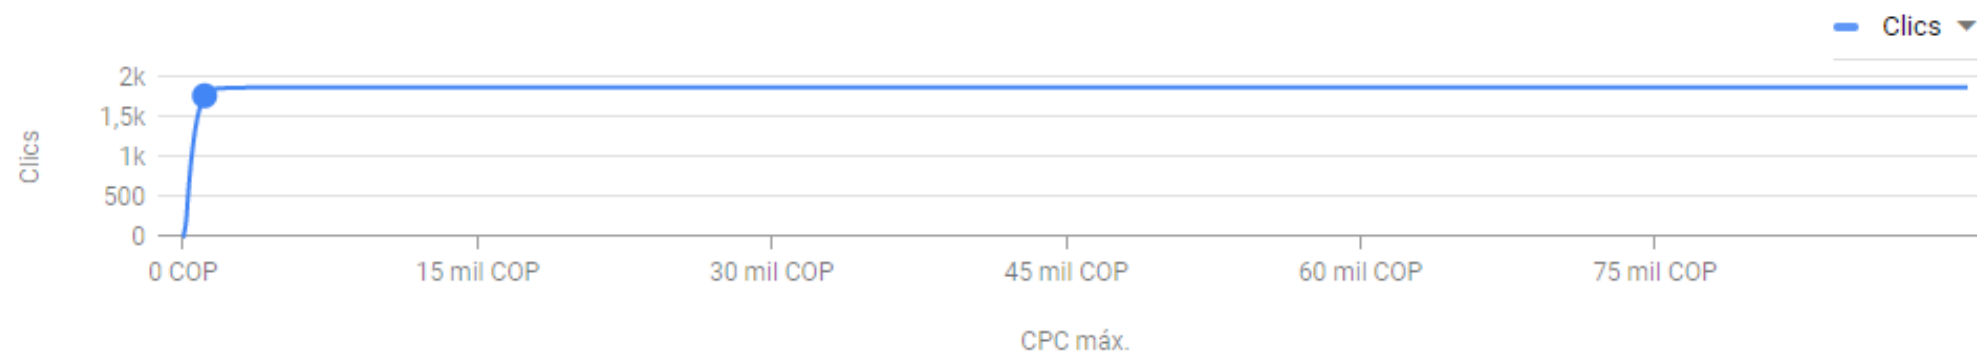 Clics
2k
1,5k
1k
500
0
Clics
0 COP 15 mil COP 30 mil COP 45 mil COP 60 mil COP 75 mil COP
CPC máx.